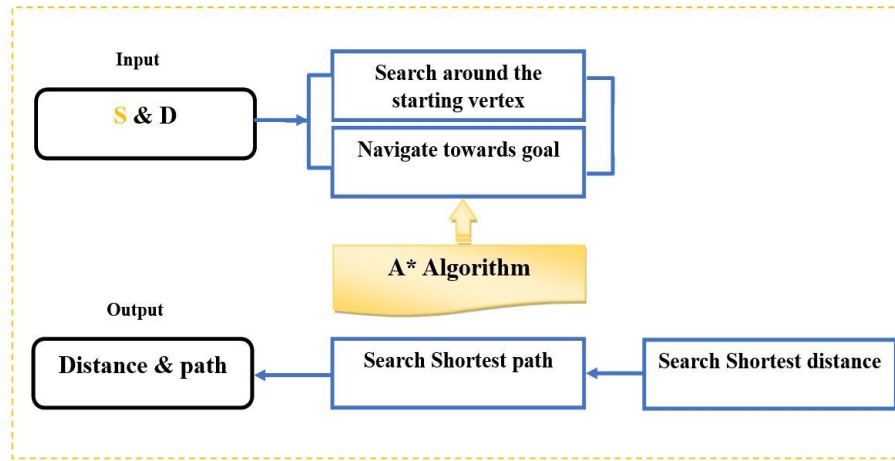 Input
S & D
Search around the
starting vertex
Navigate towards goal
A* Algorithm
Output
Distance & path
Search Shortest path
Search Shortest distance